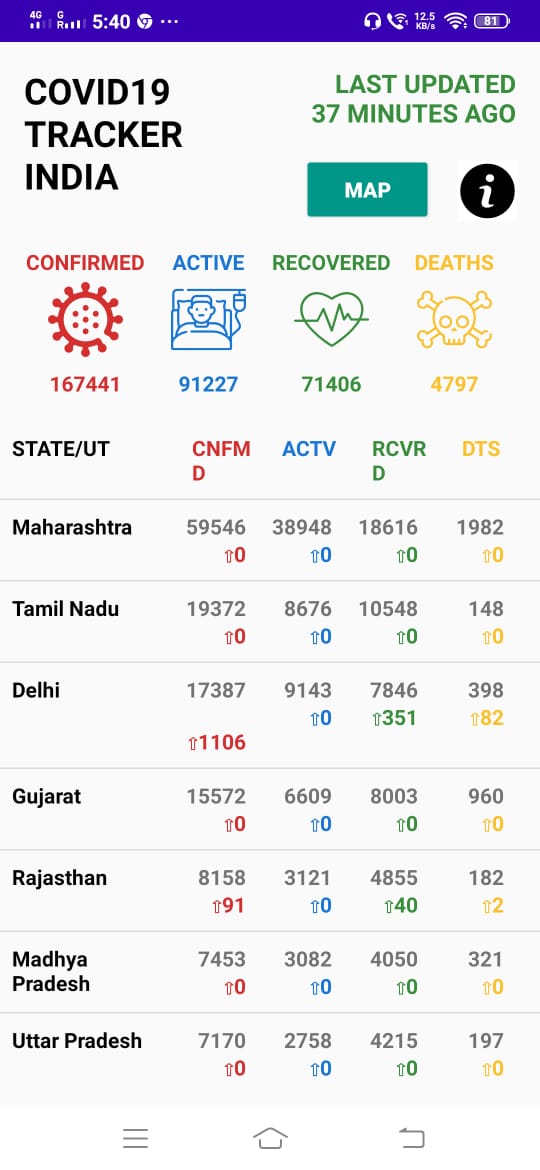 4G G R 5:40 ... 12.5 KB/s 81
COVID19 LAST UPDATED
TRACKER 37 MINUTES AGO
INDIA MAP i
CONFIRMED ACTIVE RECOVERED DEATHS
167441 91227 71406 4797
STATE/UT CNFM ACTV RCVR DTS
D D
Maharashtra 59546 38948 18616 1982
⇧0 ⇧0 ⇧0 ⇧0
Tamil Nadu 19372 8676 10548 148
⇧0 ⇧0 ⇧0 ⇧0
Delhi 17387 9143 7846 398
⇧0 ⇧351 ⇧82
⇧1106
Gujarat 15572 6609 8003 960
⇧0 ⇧0 ⇧0 ⇧0
Rajasthan 8158 3121 4855 182
⇧91 ⇧0 ⇧40 ⇧2
Madhya 7453 3082 4050 321
Pradesh ⇧0 ⇧0 ⇧0 ⇧0
Uttar Pradesh 7170 2758 4215 197
⇧0 ⇧0 ⇧0 ⇧0